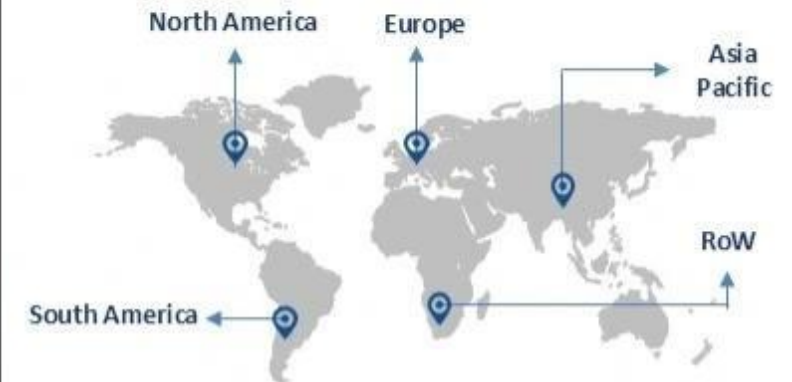 North America
Europe
Asia
Pacific
RoW
South America